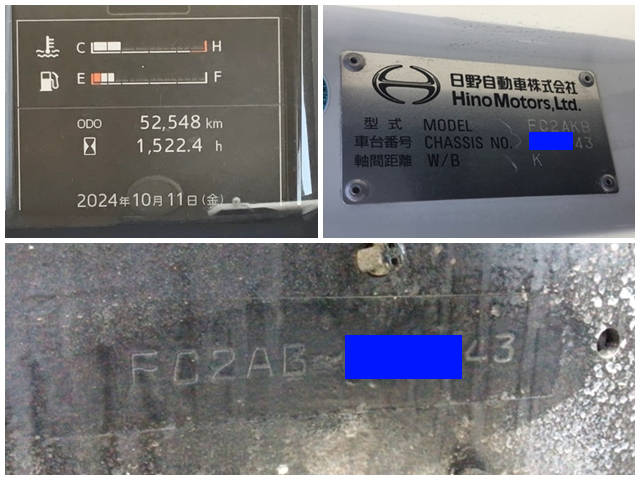 C H
E F
ODO 52,548 km
1,522.4 h
2024年10月11日(金)
日野自動車株式会社
Hino Motors, Ltd.
型式 MODEL FC2AKB
車台番号 CHASSIS NO. 43
軸間距離 W/B K
FC2AB 43